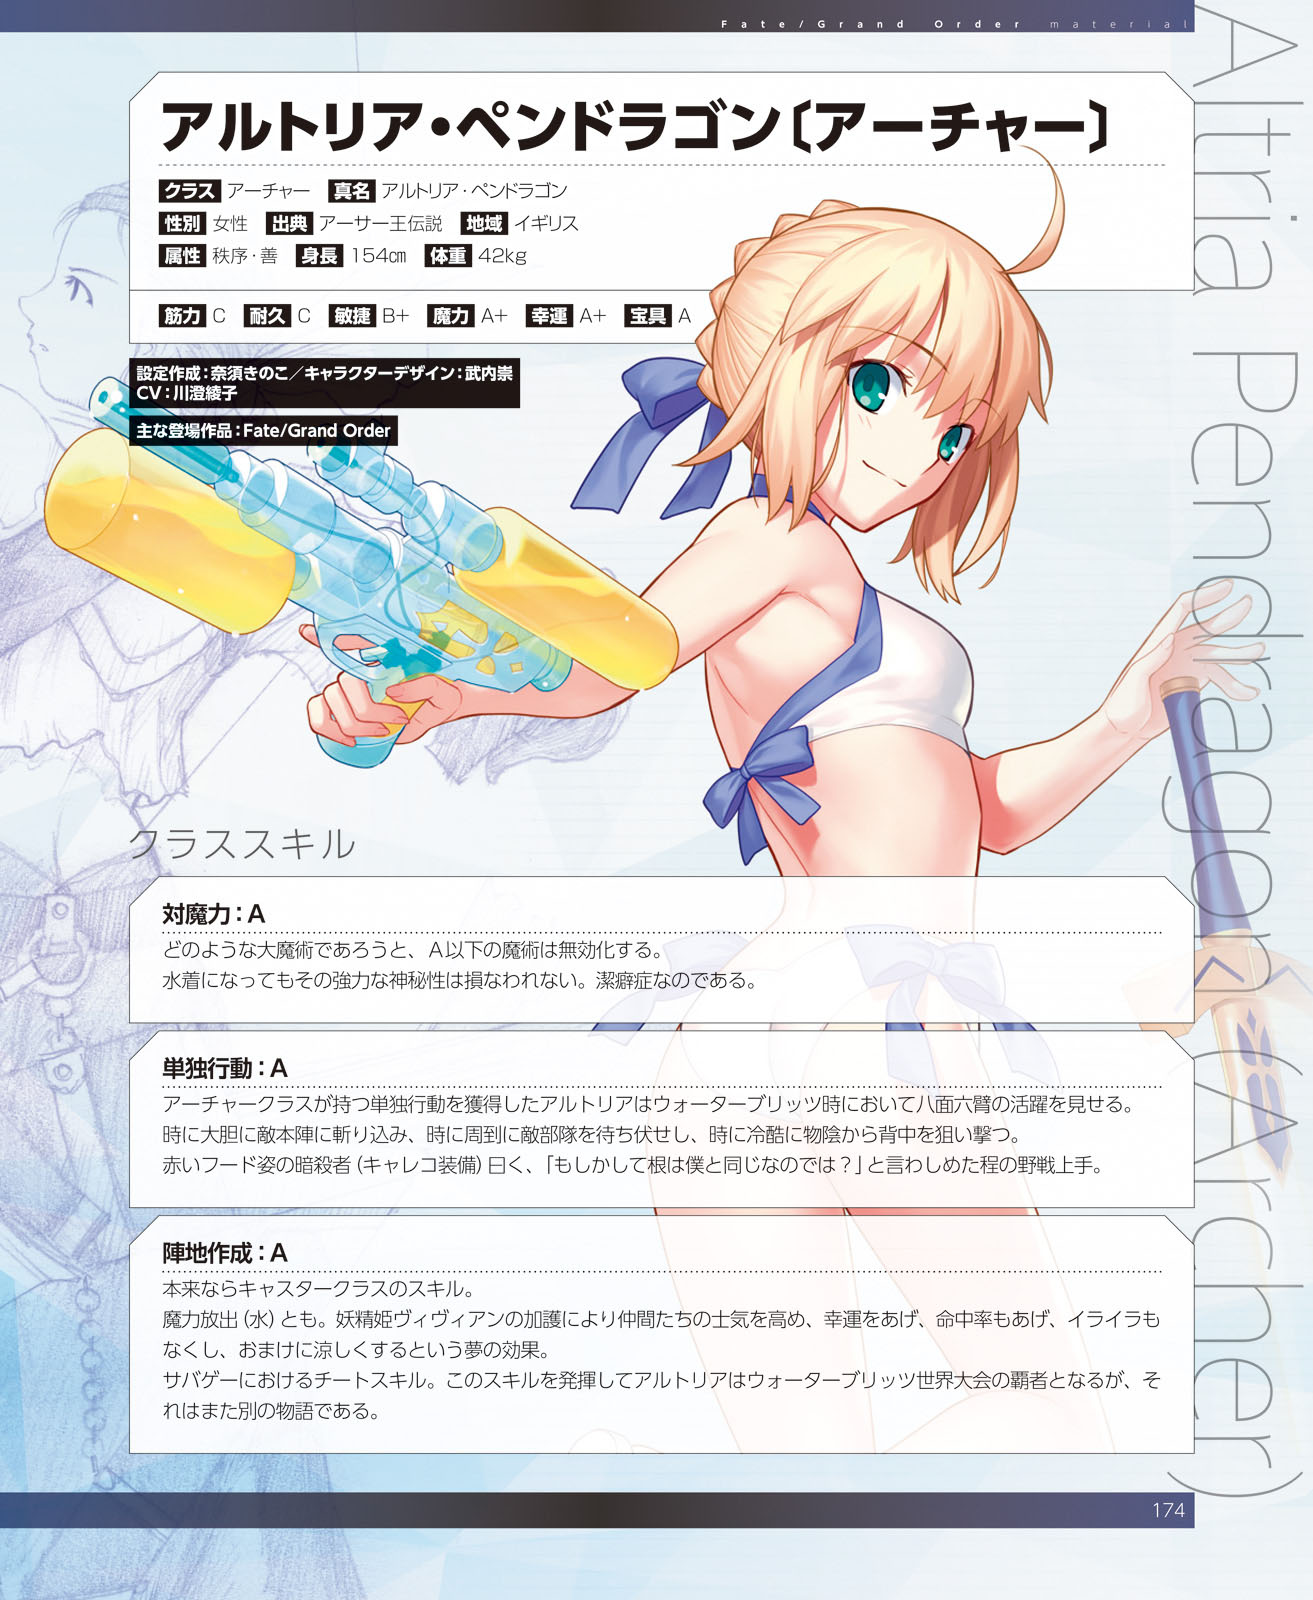 Fate/Grand Order material
アルトリア・ペンドラゴン〔アーチャー〕
クラス アーチャー 真名 アルトリア・ペンドラゴン
性別 女性 出典 アーサー王伝説 地域 イギリス
属性 秩序・善 身長 154㎝ 体重 42kg
筋力 C 耐久 C 敏捷 B+ 魔力 A+ 幸運 A+ 宝具 A
設定作成：奈須きのこ／キャラクターデザイン：武内崇
CV：川澄綾子
主な登場作品：Fate/Grand Order
クラススキル
対魔力：A
どのような大魔術であろうと、A以下の魔術は無効化する。
水着になってもその強力な神秘性は損なわれない。潔癖症なのである。
単独行動：A
アーチャークラスが持つ単独行動を獲得したアルトリアはウォーターブリッツ時において八面六臂の活躍を見せる。
時に大胆に敵本陣に斬り込み、時に周到に敵部隊を待ち伏せし、時に冷酷に物陰から背中を狙い撃つ。
赤いフード姿の暗殺者（キャレコ装備）曰く、「もしかして根は僕と同じなのでは？」と言わしめた程の野戦上手。
陣地作成：A
本来ならキャスタークラスのスキル。
魔力放出（水）とも。妖精姫ヴィヴィアンの加護により仲間たちの士気を高め、幸運をあげ、命中率もあげ、イライラも
なくし、おまけに涼しくするという夢の効果。
サバゲーにおけるチートスキル。このスキルを発揮してアルトリアはウォーターブリッツ世界大会の覇者となるが、そ
れはまた別の物語である。
Altria Pendragon (Archer)
174